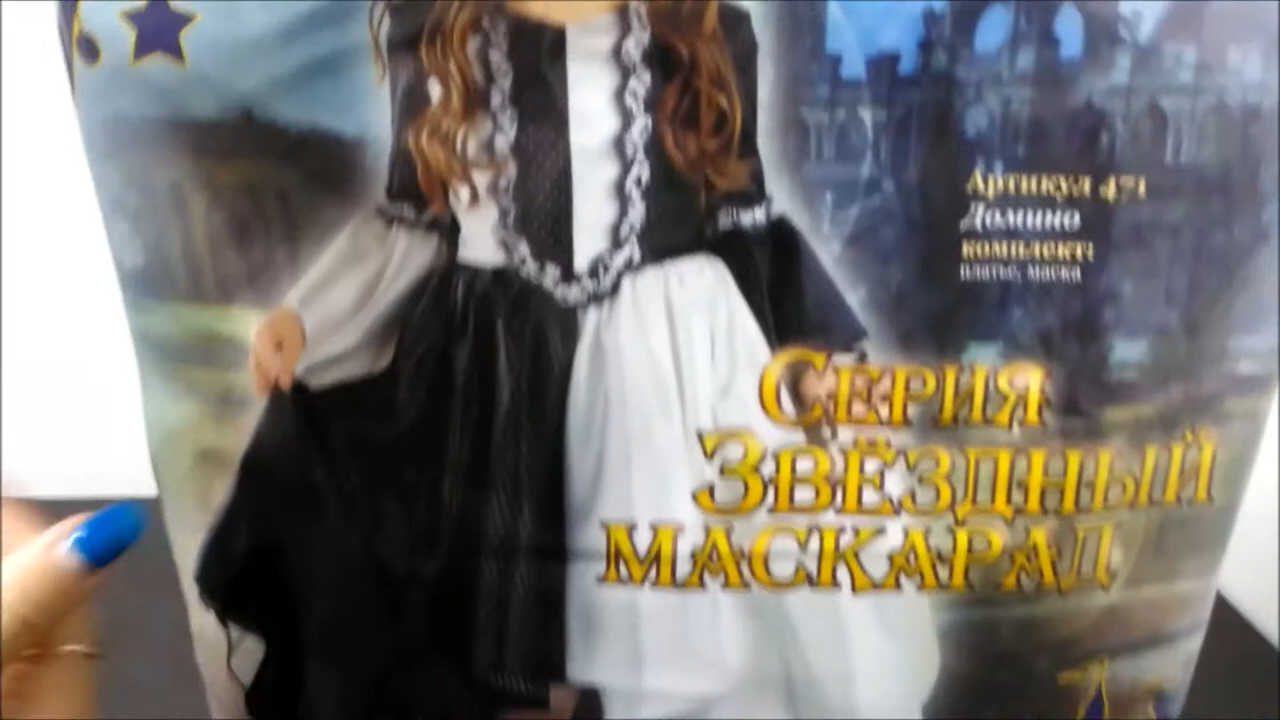 Артикул 471
Домино
комплект:
платье, маска
Серия
Звёздный
маскарад